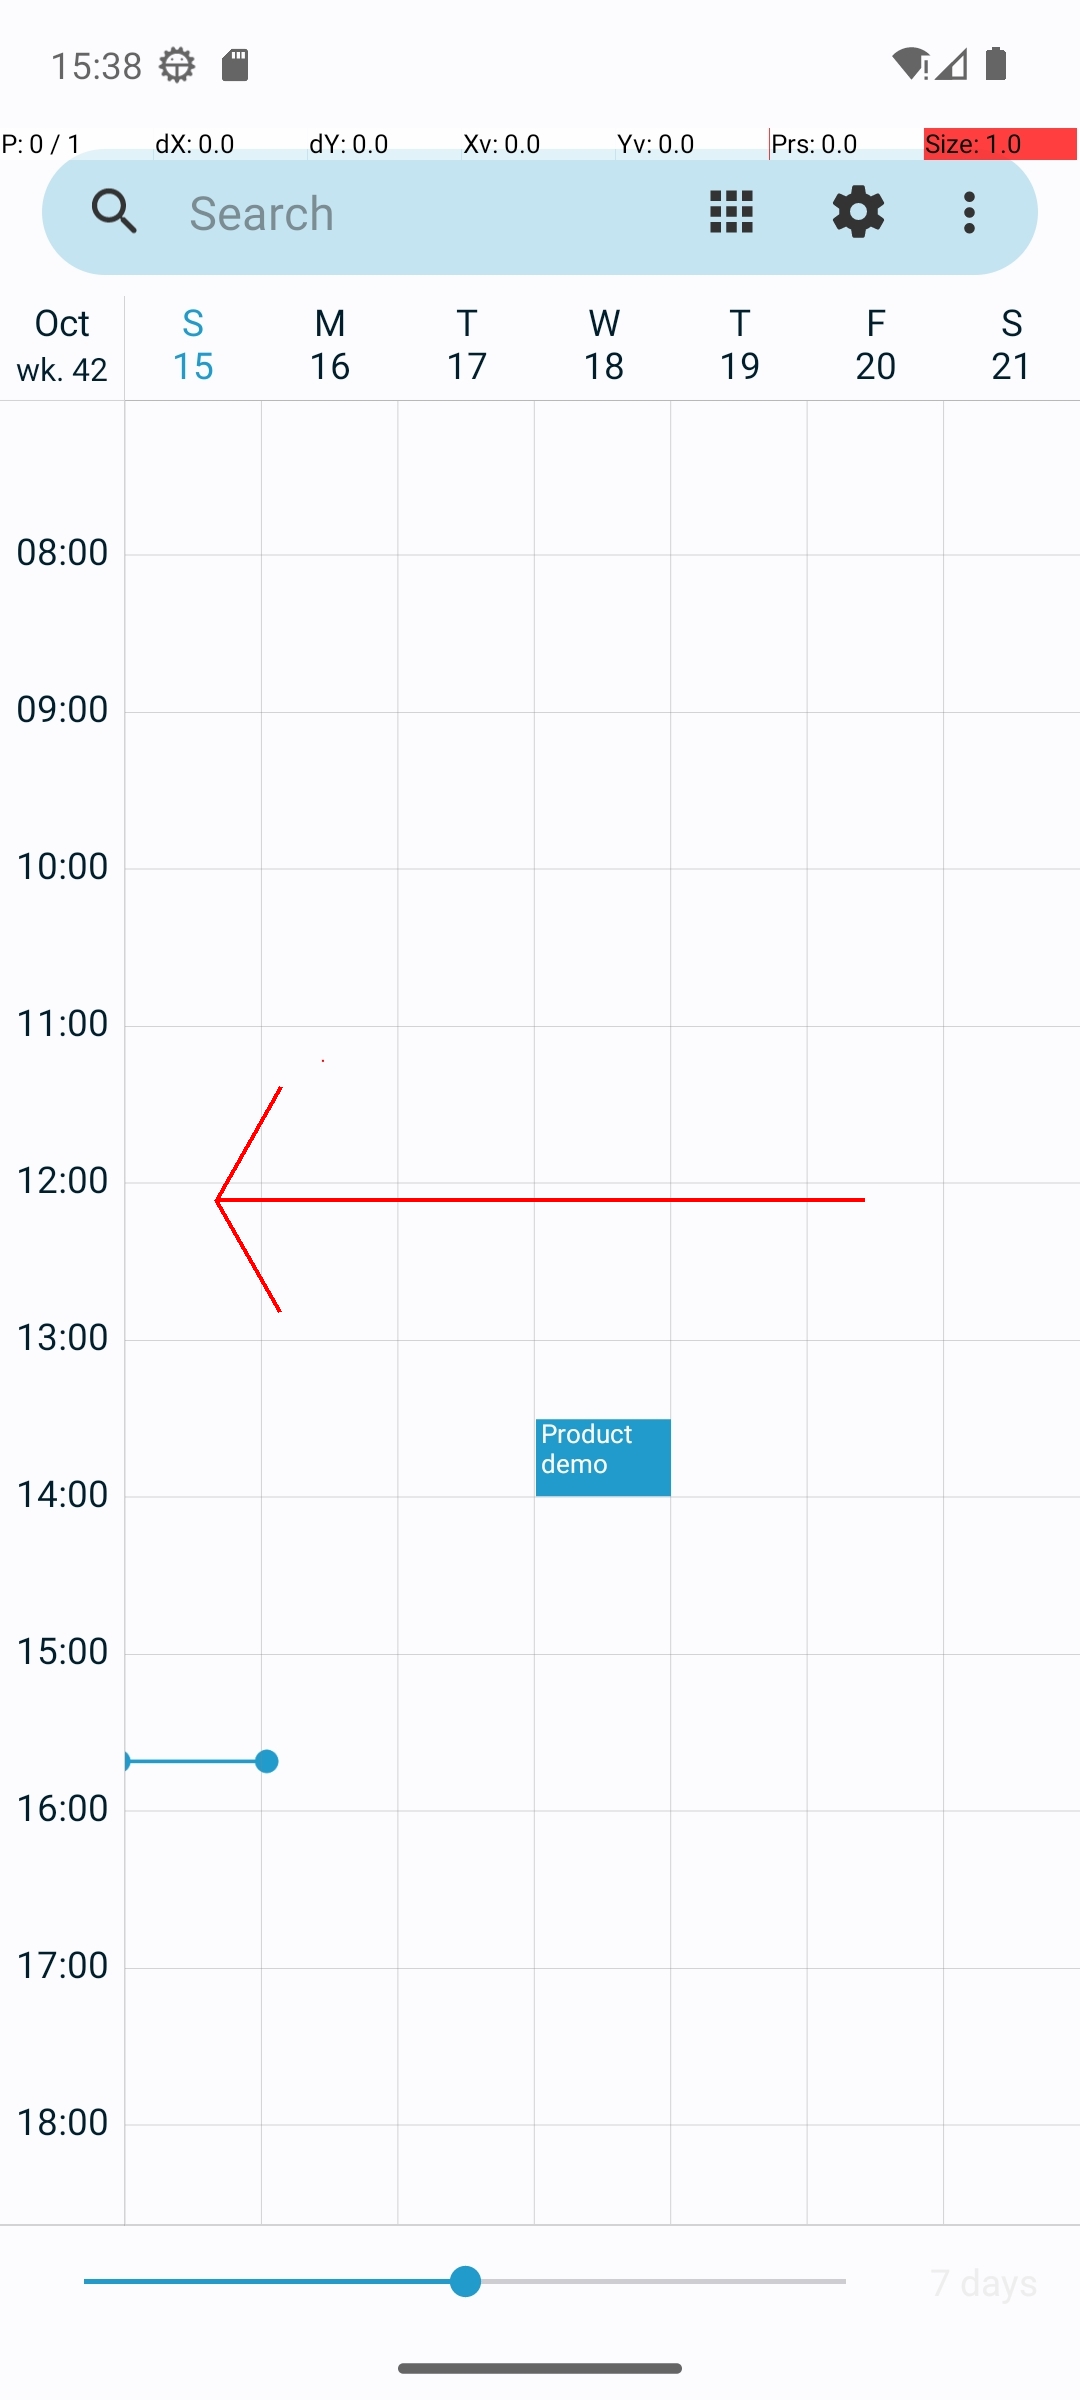 15:38
P: 0 / 1 dX: 0.0 dY: 0.0 Xv: 0.0 Yv: 0.0 Prs: 0.0 Size: 1.0
Search
Oct S M T W T F S
wk. 42 15 16 17 18 19 20 21
08:00
09:00
10:00
11:00
12:00
13:00
Product
demo
14:00
15:00
16:00
17:00
18:00
7 days